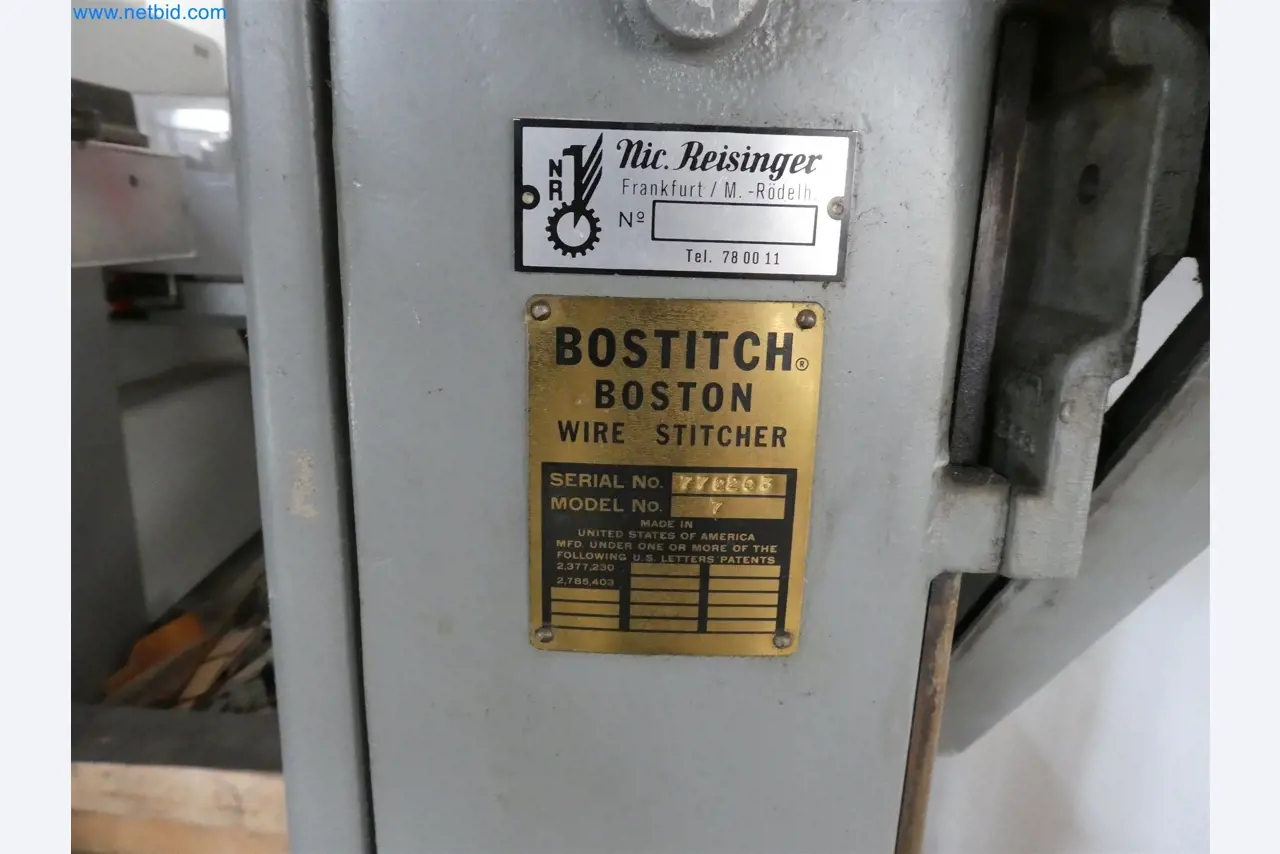 www.netbid.com
NR
Nic. Reisinger
Frankfurt / M. -Rödelh.
Nº
Tel. 78 00 11
BOSTITCH®
BOSTON
WIRE STITCHER
SERIAL No.
MODEL No. 7
MADE IN
UNITED STATES OF AMERICA
MFD. UNDER ONE OR MORE OF THE
FOLLOWING U.S. LETTERS PATENTS
2,377,230
2,785,403